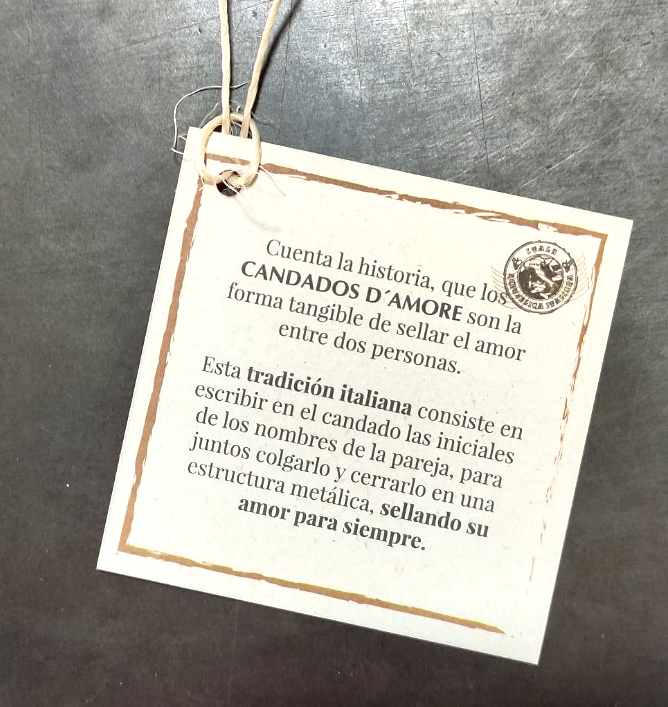 Cuenta la historia, que los
CANDADOS D´AMORE son la
forma tangible de sellar el amor
entre dos personas.
Esta tradición italiana consiste en
escribir en el candado las iniciales
de los nombres de la pareja, para
juntos colgarlo y cerrarlo en una
estructura metálica, sellando su
amor para siempre.